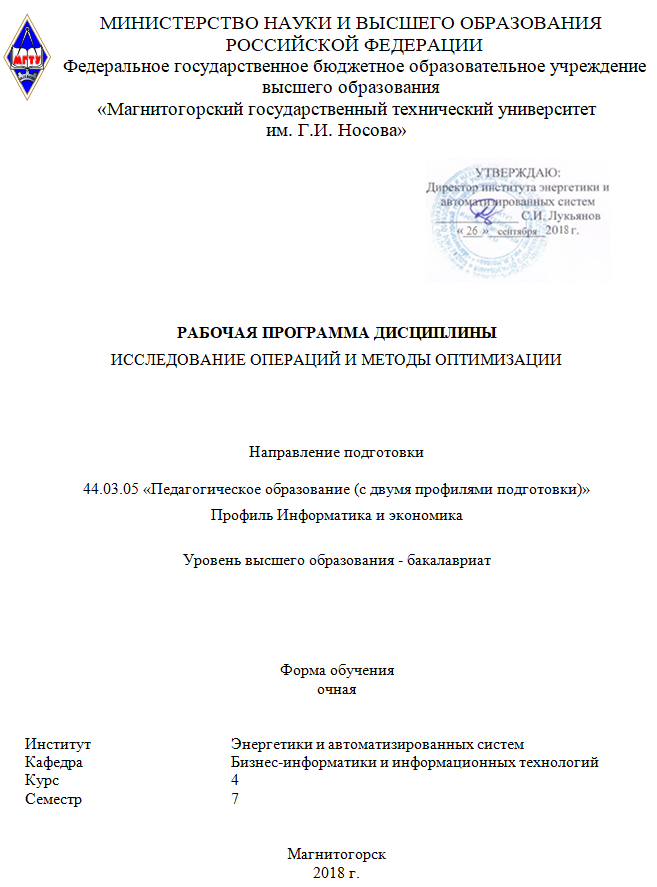 МИНИСТЕРСТВО НАУКИ И ВЫСШЕГО ОБРАЗОВАНИЯ
РОССИЙСКОЙ ФЕДЕРАЦИИ
Федеральное государственное бюджетное образовательное учреждение
высшего образования
«Магнитогорский государственный технический университет
им. Г.И. Носова»
МГТУ
УТВЕРЖДАЮ:
Директор института энергетики и
автоматизированных систем
С.И. Лукьянов
« 26 » сентября 2018 г.
РАБОЧАЯ ПРОГРАММА ДИСЦИПЛИНЫ
ИССЛЕДОВАНИЕ ОПЕРАЦИЙ И МЕТОДЫ ОПТИМИЗАЦИИ
Направление подготовки
44.03.05 «Педагогическое образование (с двумя профилями подготовки)»
Профиль Информатика и экономика
Уровень высшего образования - бакалавриат
Форма обучения
очная
Институт Энергетики и автоматизированных систем
Кафедра Бизнес-информатики и информационных технологий
Курс 4
Семестр 7
Магнитогорск
2018 г.